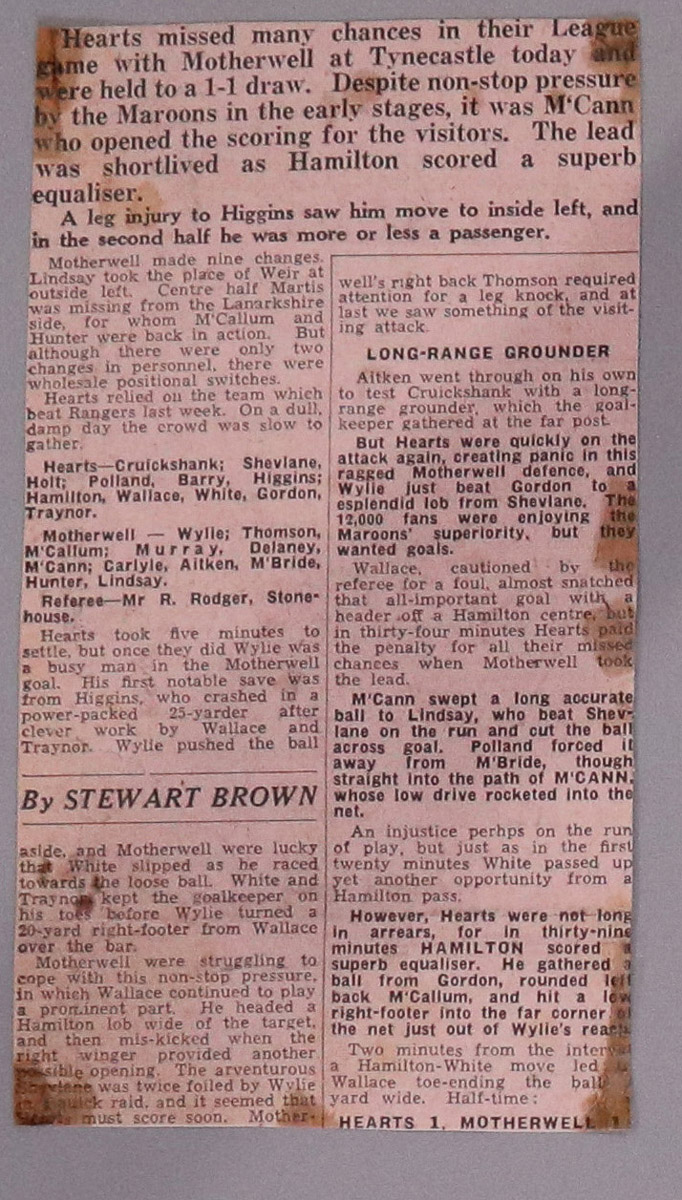 Hearts missed many chances in their League
game with Motherwell at Tynecastle today and
were held to a 1-1 draw. Despite non-stop pressure
by the Maroons in the early stages, it was M'Cann
who opened the scoring for the visitors. The lead
was shortlived as Hamilton scored a superb
equaliser.
A leg injury to Higgins saw him move to inside left, and
in the second half he was more or less a passenger.
Motherwell made nine changes.
Lindsay took the place of Weir at
outside left. Centre half Martis
was missing from the Lanarkshire
side, for whom M'Callum and
Hunter were back in action. But
although there were only two
changes in personnel, there were
wholesale positional switches.
Hearts relied on the team which
beat Rangers last week. On a dull,
damp day the crowd was slow to
gather.
Hearts—Cruickshank; Shevlane,
Holt; Polland, Barry, Higgins;
Hamilton, Wallace, White, Gordon,
Traynor.
Motherwell — Wylie; Thomson,
M'Callum; Murray, Delaney,
M'Cann; Carlyle, Aitken, M'Bride,
Hunter, Lindsay.
Referee—Mr R. Rodger, Stone-
house.
Hearts took five minutes to
settle, but once they did Wylie was
a busy man in the Motherwell
goal. His first notable save was
from Higgins, who crashed in a
power-packed 25-yarder after
clever work by Wallace and
Traynor. Wylie pushed the ball
By STEWART BROWN
aside, and Motherwell were lucky
that White slipped as he raced
towards the loose ball. White and
Traynor kept the goalkeeper on
his toes before Wylie turned a
20-yard right-footer from Wallace
over the bar.
Motherwell were struggling to
cope with this non-stop pressure,
in which Wallace continued to play
a prominent part. He headed a
Hamilton lob wide of the target,
and then mis-kicked when the
right winger provided another
possible opening. The arventurous
Shevlane was twice foiled by Wylie
in quick raid, and it seemed that
Hearts must score soon. Mother-
well's right back Thomson required
attention for a leg knock, and at
last we saw something of the visit-
ing attack.
LONG-RANGE GROUNDER
Aitken went through on his own
to test Cruickshank with a long-
range grounder, which the goal-
keeper gathered at the far post.
But Hearts were quickly on the
attack again, creating panic in this
ragged Motherwell defence, and
Wylie just beat Gordon to a
esplendid lob from Shevlane. The
12,000 fans were enjoying the
Maroons' superiority, but they
wanted goals.
Wallace, cautioned by the
referee for a foul, almost snatched
that all-important goal with a
header off a Hamilton centre, but
in thirty-four minutes Hearts paid
the penalty for all their missed
chances when Motherwell took
the lead.
M'Cann swept a long accurate
ball to Lindsay, who beat Shev-
lane on the run and cut the ball
across goal. Polland forced it
away from M'Bride, though
straight into the path of M'CANN,
whose low drive rocketed into the
net.
An injustice perhps on the run
of play, but just as in the first
twenty minutes White passed up
yet another opportunity from a
Hamilton pass.
However, Hearts were not long
in arrears, for in thirty-nine
minutes HAMILTON scored a
superb equaliser. He gathered a
ball from Gordon, rounded left
back M'Callum, and hit a low
right-footer into the far corner of
the net just out of Wylie's reach.
Two minutes from the interval
a Hamilton-White move led
Wallace toe-ending the ball
yard wide. Half-time:
HEARTS 1, MOTHERWELL 1